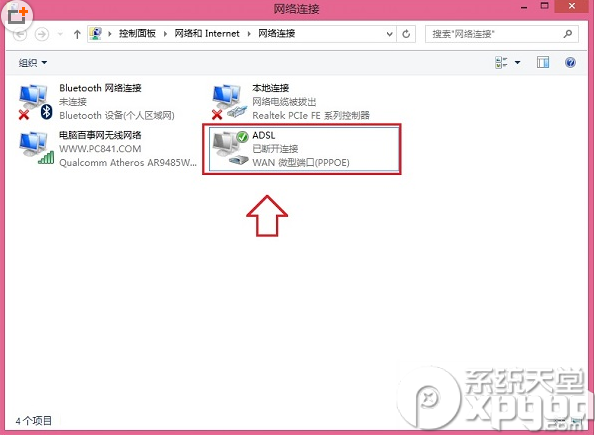 网络连接
控制面板 ▸ 网络和 Internet ▸ 网络连接
搜索"网络连接"
组织
Bluetooth 网络连接
未连接
Bluetooth 设备(个人区域网)
本地连接
网络电缆被拔出
Realtek PCIe FE 系列控制器
电脑百事网无线网络
WWW.PC841.COM
Qualcomm Atheros AR9485W...
ADSL
已断开连接
WAN 微型端口(PPPOE)
4 个项目
系统天堂